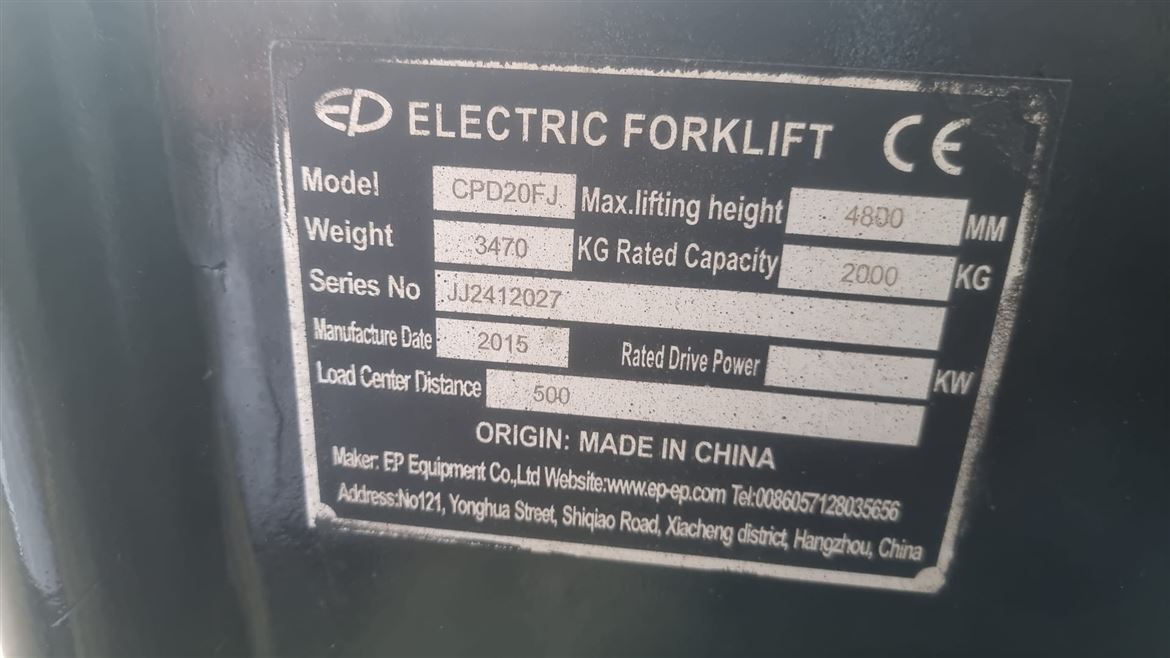 EP ELECTRIC FORKLIFT CE
Model CPD20FJ Max.lifting height 4800 MM
Weight 3470 KG Rated Capacity 2000 KG
Series No JJ2412027
Manufacture Date 2015 Rated Drive Power KW
Load Center Distance 500
ORIGIN: MADE IN CHINA
Maker: EP Equipment Co.,Ltd Website:www.ep-ep.com Tel:0086057128035656
Address:No121, Yonghua Street, Shiqiao Road, Xiacheng district, Hangzhou, China